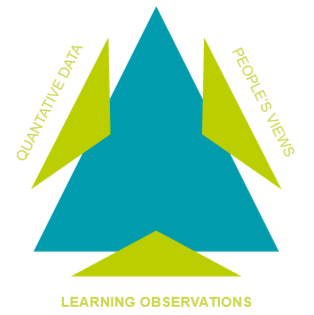 QUANTATIVE DATA
PEOPLE'S VIEWS
LEARNING OBSERVATIONS